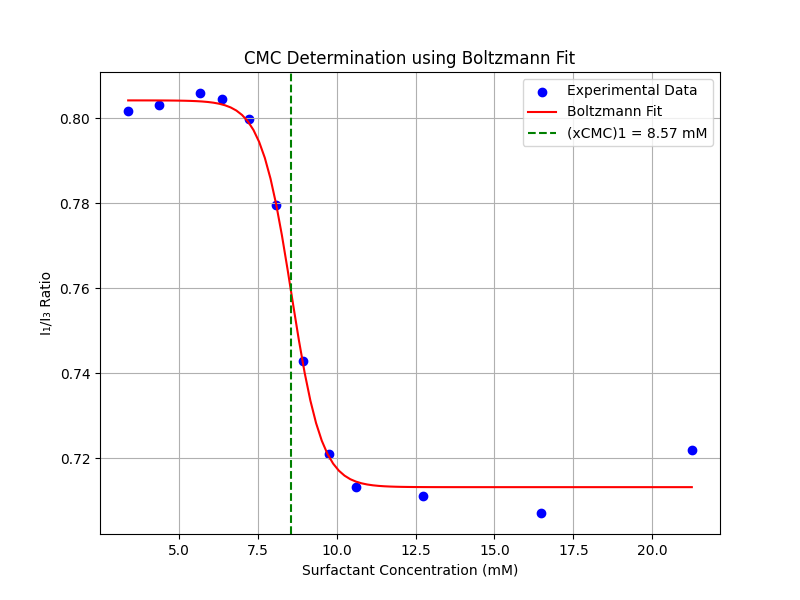 CMC Determination using Boltzmann Fit
Experimental Data
Boltzmann Fit
(xCMC)1 = 8.57 mM
I₁/I₃ Ratio
0.80
0.78
0.76
0.74
0.72
5.0 7.5 10.0 12.5 15.0 17.5 20.0
Surfactant Concentration (mM)